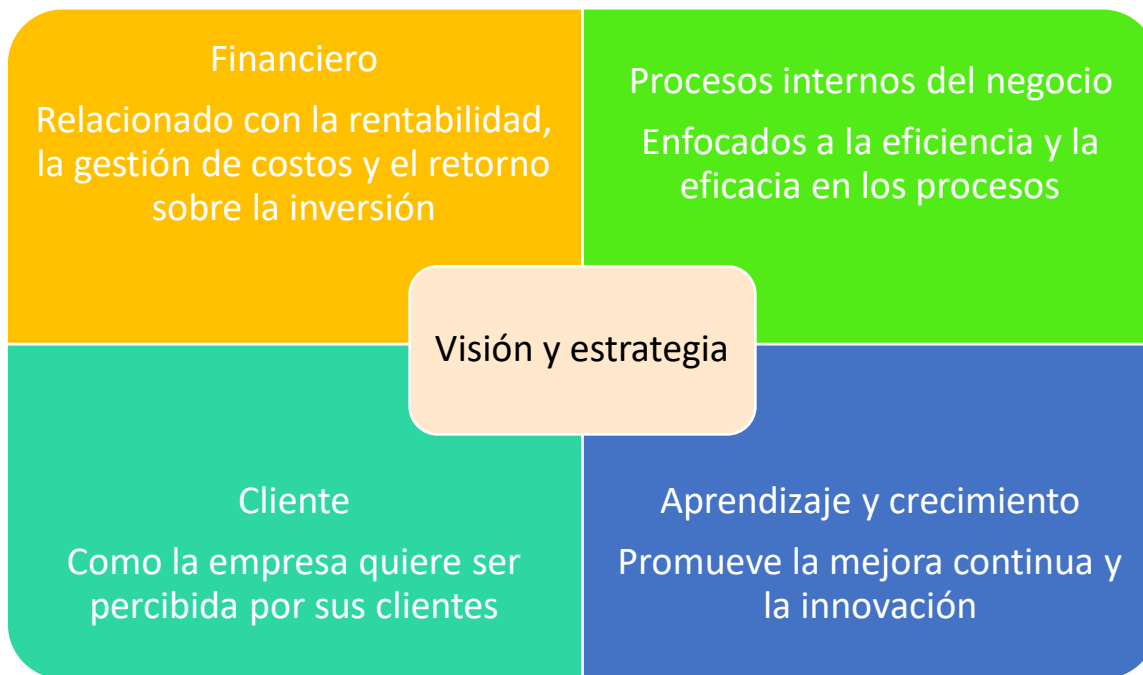 Financiero
Relacionado con la rentabilidad,
la gestión de costos y el retorno
sobre la inversión
Procesos internos del negocio
Enfocados a la eficiencia y la
eficacia en los procesos
Visión y estrategia
Cliente
Como la empresa quiere ser
percibida por sus clientes
Aprendizaje y crecimiento
Promueve la mejora continua y
la innovación